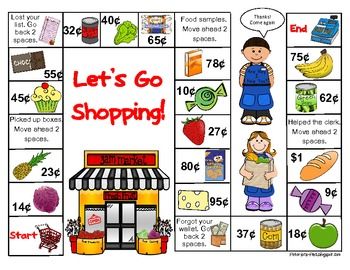 Lost your
list. Go
back 2
spaces.
32¢
40¢
65¢
Food samples.
Move ahead 2
spaces.
Thanks!
Come again
End
55¢
Let's Go
Shopping!
78¢
75¢
45¢
10¢
62¢
Picked up boxes.
Move ahead 2
spaces.
27¢
Helped the clerk.
Move ahead 2
spaces.
23¢
80¢
$1
14¢
95¢
9¢
Start
Forgot your
wallet. Go
back 2
spaces.
37¢
Corn
18¢